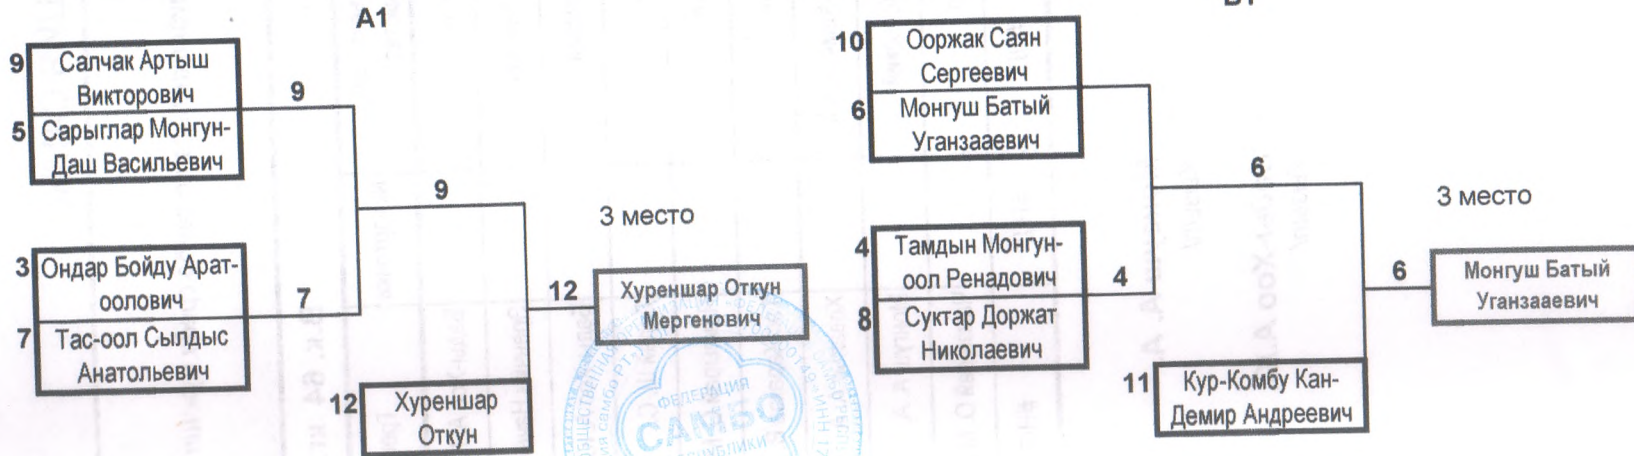 А1
9
Салчак Артыш
Викторович
5
Сарыглар Монгун-
Даш Васильевич
9
3
Ондар Бойду Арат-
оолович
7
Тас-оол Сылдыс
Анатольевич
7
9
12
Хуреншар
Откун
12
3 место
Хуреншар Откун
Мергенович
10
Ооржак Саян
Сергеевич
6
Монгуш Батый
Уганзааевич
4
Тамдын Монгун-
оол Ренадович
8
Суктар Доржат
Николаевич
4
6
11
Кур-Комбу Кан-
Демир Андреевич
6
3 место
Монгуш Батый
Уганзааевич
ФЕДЕРАЦИЯ
САМБО